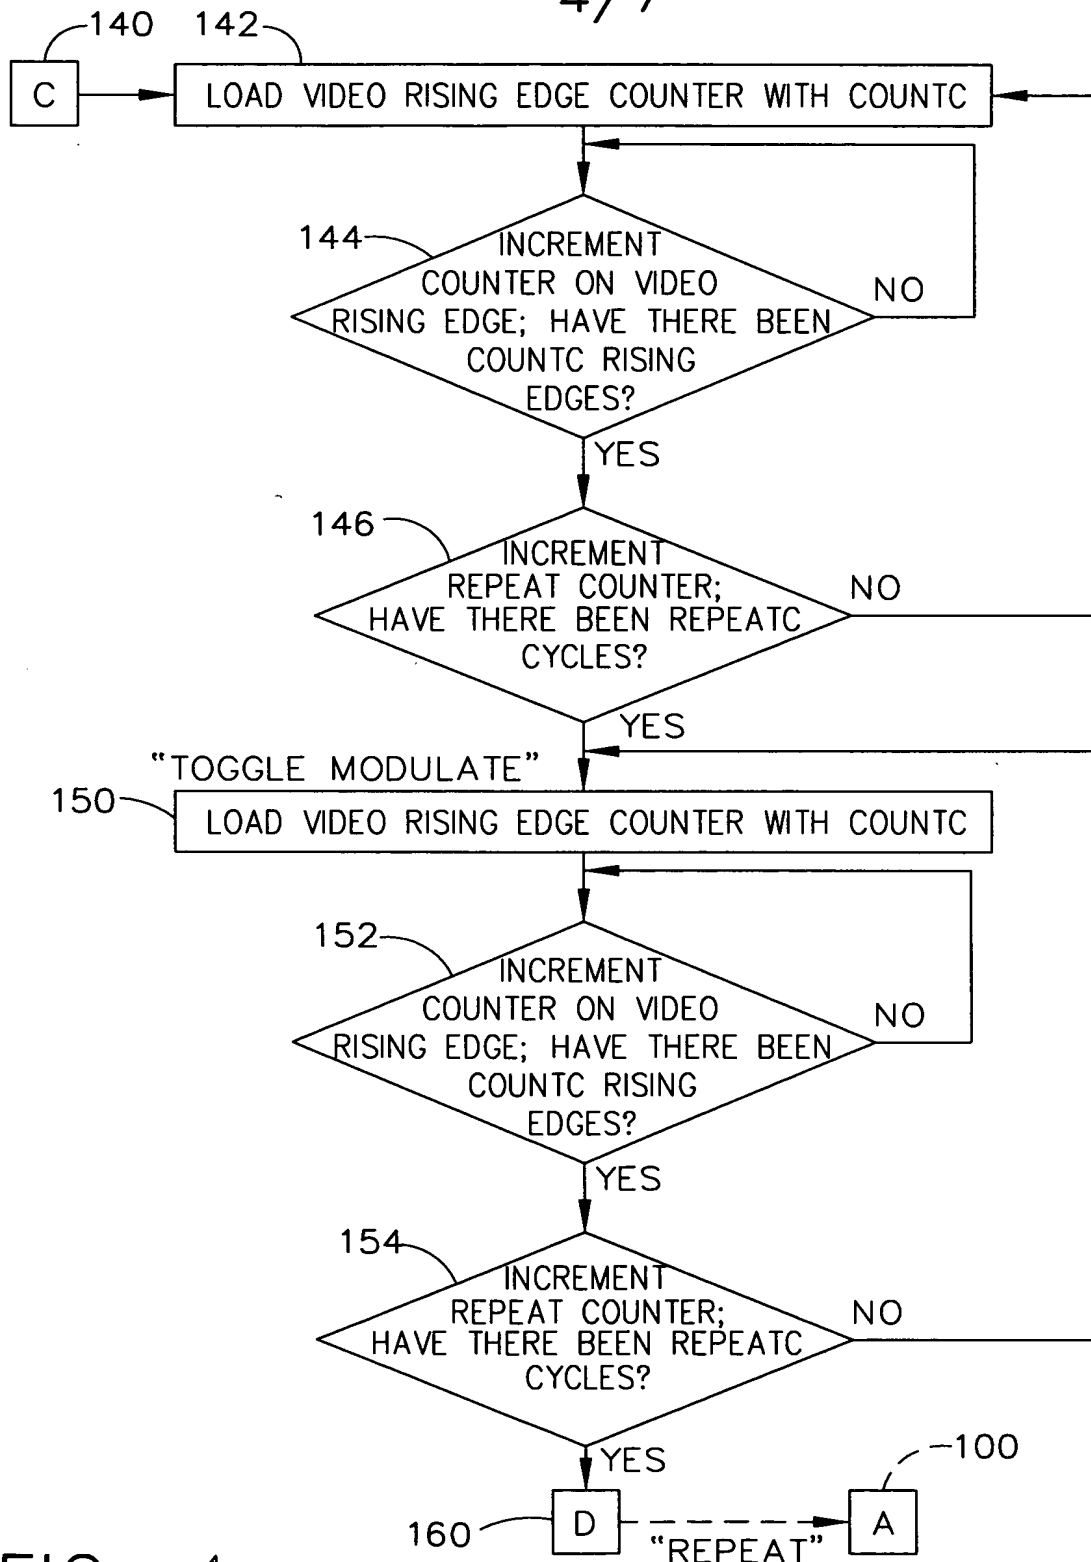 4/7
140
142
C
LOAD VIDEO RISING EDGE COUNTER WITH COUNTC
144
INCREMENT
COUNTER ON VIDEO
RISING EDGE; HAVE THERE BEEN
COUNTC RISING
EDGES?
NO
YES
146
INCREMENT
REPEAT COUNTER;
HAVE THERE BEEN REPEATC
CYCLES?
NO
YES
"TOGGLE MODULATE"
150
LOAD VIDEO RISING EDGE COUNTER WITH COUNTC
152
INCREMENT
COUNTER ON VIDEO
RISING EDGE; HAVE THERE BEEN
COUNTC RISING
EDGES?
NO
YES
154
INCREMENT
REPEAT COUNTER;
HAVE THERE BEEN REPEATC
CYCLES?
NO
YES
100
160
D
A
"REPEAT"